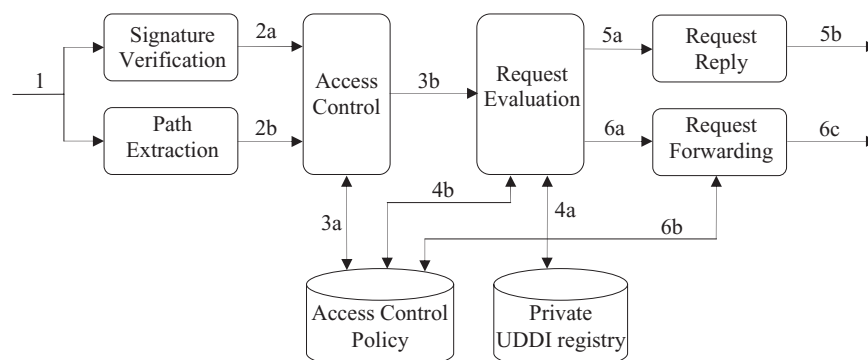 1
Signature
Verification
Path
Extraction
2a
2b
Access
Control
3b
Request
Evaluation
5a
Request
Reply
5b
6a
Request
Forwarding
6c
3a
4b
4a
6b
Access Control
Policy
Private
UDDI registry